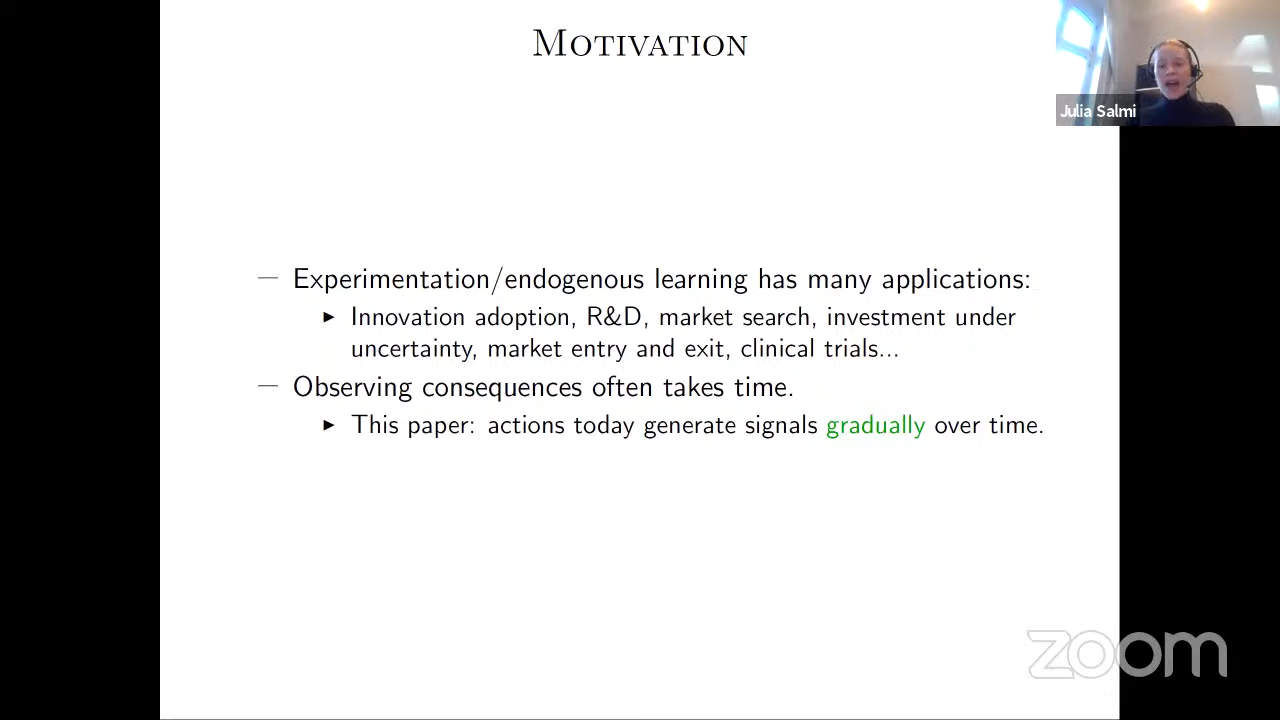 MOTIVATION
Julia Salmi
— Experimentation/endogenous learning has many applications:
▶ Innovation adoption, R&D, market search, investment under
uncertainty, market entry and exit, clinical trials...
— Observing consequences often takes time.
▶ This paper: actions today generate signals gradually over time.
zoom